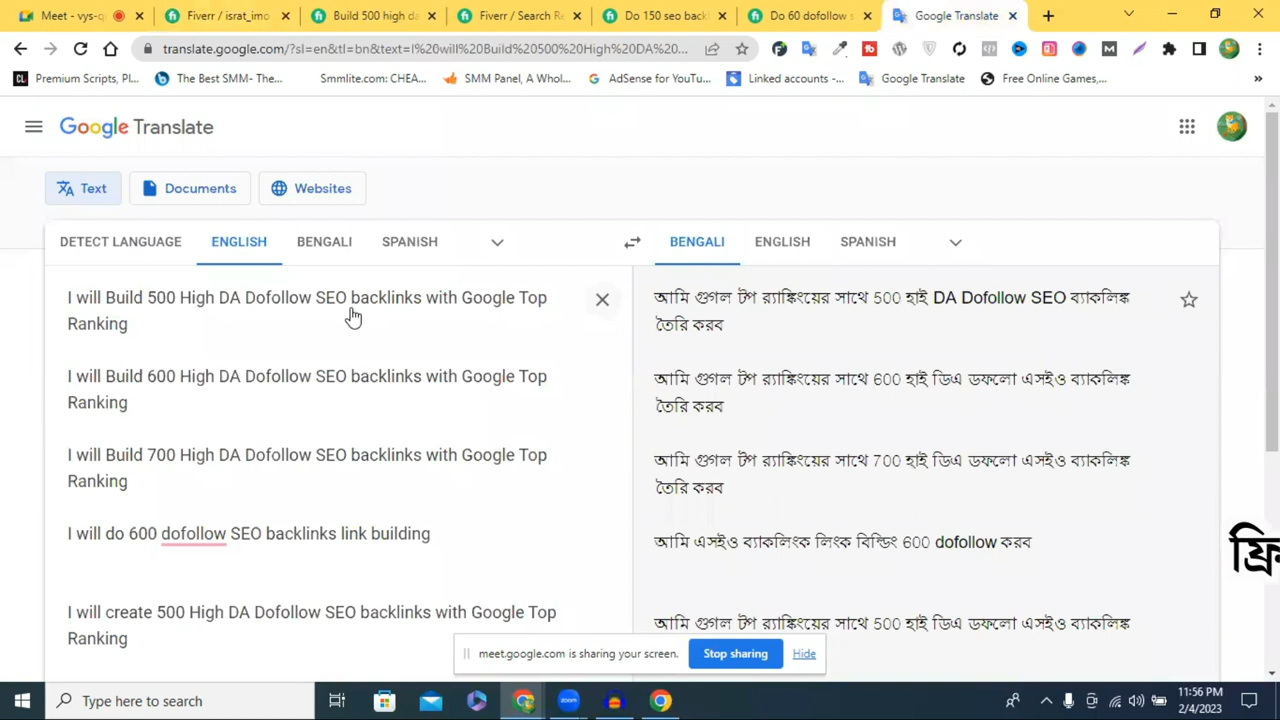 Meet - vys-q
Fiverr / israt_imo
Build 500 high da
Fiverr / Search Re
Do 150 seo back
Do 60 dofollow s
Google Translate
translate.google.com/?sl=en&tl=bn&text=I%20will%20Build%20500%20High%20DA%20...
Premium Scripts, Pl...
The Best SMM- The...
Smmlite.com: CHEA...
SMM Panel, A Whol...
AdSense for YouTu...
Linked accounts -...
Google Translate
Free Online Games,...
Google Translate
Text
Documents
Websites
DETECT LANGUAGE
ENGLISH
BENGALI
SPANISH
BENGALI
ENGLISH
SPANISH
I will Build 500 High DA Dofollow SEO backlinks with Google Top
Ranking
I will Build 600 High DA Dofollow SEO backlinks with Google Top
Ranking
I will Build 700 High DA Dofollow SEO backlinks with Google Top
Ranking
I will do 600 dofollow SEO backlinks link building
I will create 500 High DA Dofollow SEO backlinks with Google Top
Ranking
আমি গুগল টপ র‍্যাঙ্কিংয়ের সাথে 500 হাই DA Dofollow SEO ব্যাকলিঙ্ক
তৈরি করব
আমি গুগল টপ র‍্যাঙ্কিংয়ের সাথে 600 হাই ডিএ ডফলো এসইও ব্যাকলিঙ্ক
তৈরি করব
আমি গুগল টপ র‍্যাঙ্কিংয়ের সাথে 700 হাই ডিএ ডফলো এসইও ব্যাকলিঙ্ক
তৈরি করব
আমি এসইও ব্যাকলিংক লিংক বিল্ডিং 600 dofollow করব
আমি গুগল টপ র‍্যাঙ্কিংয়ের সাথে 500 হাই ডিএ ডফলো এসইও ব্যাকলিঙ্ক
ফ্রি
meet.google.com is sharing your screen.
Stop sharing
Hide
Type here to search
11:56 PM
2/4/2023